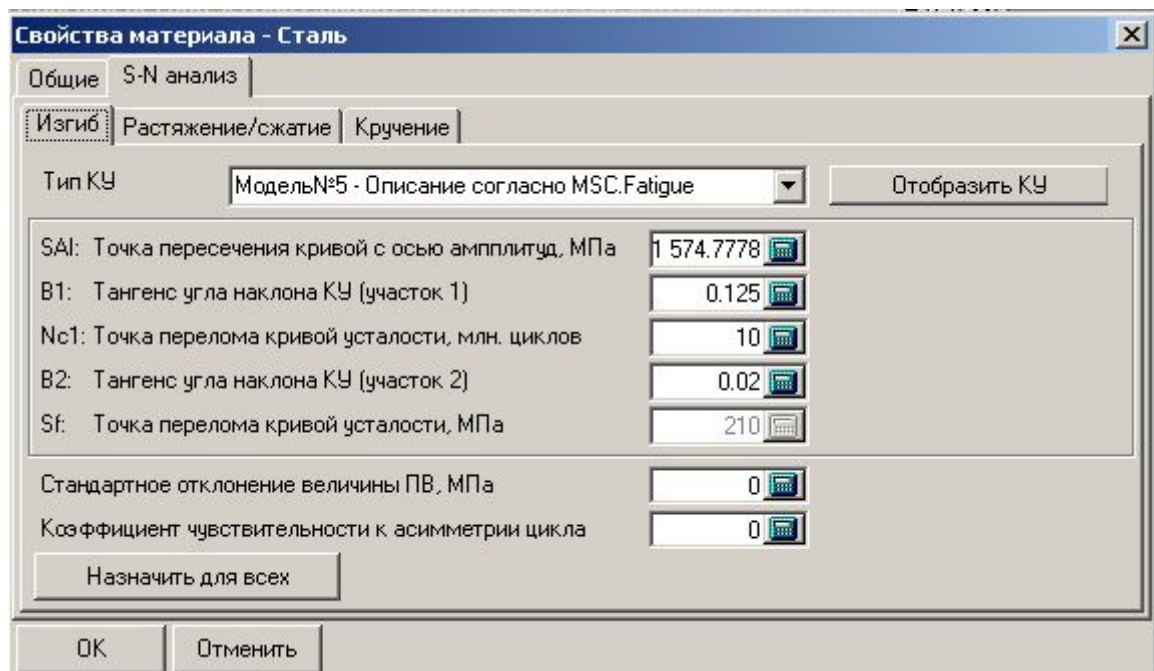 Свойства материала - Сталь
Общие S-N анализ
Изгиб Растяжение/сжатие Кручение
Тип КУ МодельNº5 - Описание согласно MSC.Fatigue Отобразить КУ
SAI: Точка пересечения кривой с осью ампплитуд, МПа 1 574.7778
B1: Тангенс угла наклона КУ (участок 1) 0.125
Nc1: Точка перелома кривой усталости, млн. циклов 10
B2: Тангенс угла наклона КУ (участок 2) 0.02
Sf: Точка перелома кривой усталости, МПа 210
Стандартное отклонение величины ПВ, МПа 0
Коэффициент чувствительности к асимметрии цикла 0
Назначить для всех
OK Отменить